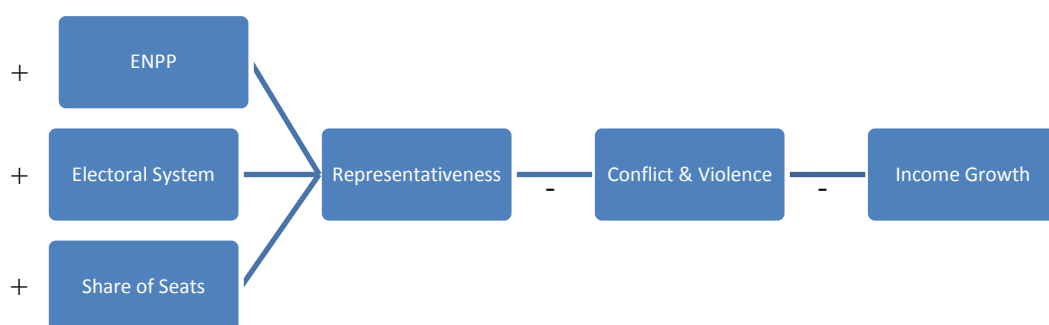 + ENPP
+ Electoral System Representativeness - Conflict & Violence - Income Growth
+ Share of Seats